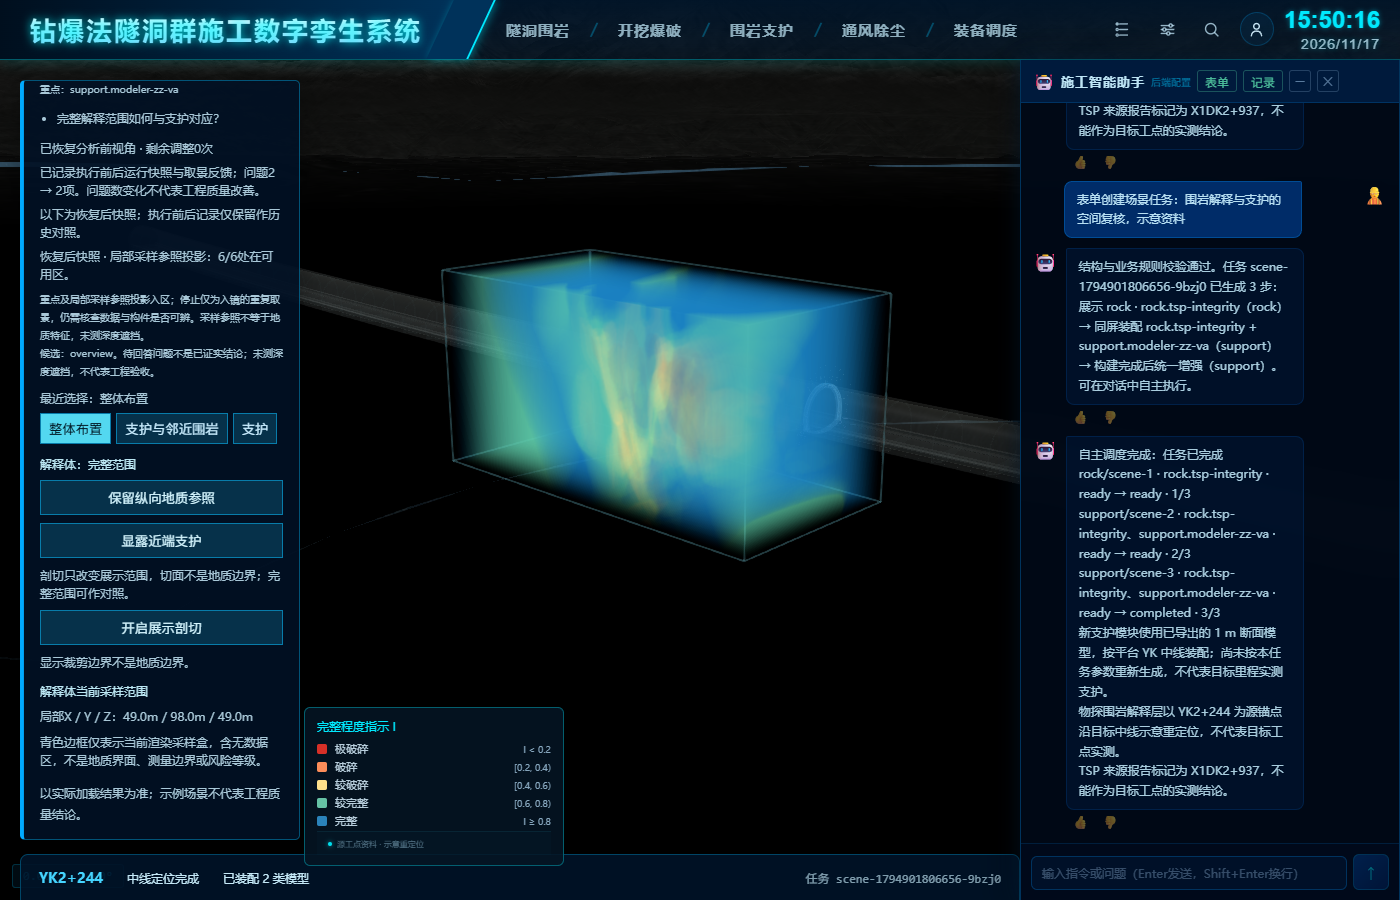 钻爆法隧洞群施工数字孪生系统
隧洞围岩 / 开挖爆破 / 围岩支护 / 通风除尘 / 装备调度
15:50:16
2026/11/17
重点：support.modeler-zz-va
• 完整解释范围如何与支护对应？
已恢复分析前视角 · 剩余调整0次
已记录执行前后运行快照与取景反馈；问题2
→ 2项。问题数变化不代表工程质量改善。
以下为恢复后快照；执行前后记录仅保留作历
史对照。
恢复后快照 · 局部采样参照投影：6/6处在可
用区。
重点及局部采样参照投影入区；停止仅为入镜的重复取
景，仍需核查数据与构件是否可辨。采样参照不等于地
质特征，未测深度遮挡。
候选：overview。待回答问题不是已证实结论；未测深
度遮挡，不代表工程验收。
最近选择：整体布置
整体布置 支护与邻近围岩 支护
解释体：完整范围
保留纵向地质参照
显露近端支护
剖切只改变展示范围，切面不是地质边界；完
整范围可作对照。
开启展示剖切
显示裁剪边界不是地质边界。
解释体当前采样范围
局部X / Y / Z：49.0m / 98.0m / 49.0m
青色边框仅表示当前渲染采样盒，含无数据
区，不是地质界面、测量边界或风险等级。
以实际加载结果为准；示例场景不代表工程质
量结论。
完整程度指示 I
极破碎 I < 0.2
破碎 [0.2, 0.4)
较破碎 [0.4, 0.6)
较完整 [0.6, 0.8)
完整 I ≥ 0.8
源工点资料 · 示意重定位
YK2+244 中线定位完成 已装配 2 类模型
任务 scene-1794901806656-9bzj0
施工智能助手 后端配置 表单 记录
TSP 来源报告标记为 X1DK2+937，不
能作为目标工点的实测结论。
表单创建场景任务：围岩解释与支护的
空间复核，示意资料
结构与业务规则校验通过。任务 scene-
1794901806656-9bzj0 已生成 3 步：
展示 rock · rock.tsp-integrity（rock）
→ 同屏装配 rock.tsp-integrity +
support.modeler-zz-va（support）
→ 构建完成后统一增强（support）。
可在对话中自主执行。
自主调度完成：任务已完成
rock/scene-1 · rock.tsp-integrity ·
ready → ready · 1/3
support/scene-2 · rock.tsp-
integrity、support.modeler-zz-va ·
ready → ready · 2/3
support/scene-3 · rock.tsp-
integrity、support.modeler-zz-va ·
ready → completed · 3/3
新支护模块使用已导出的 1 m 断面模
型，按平台 YK 中线装配；尚未按本任
务参数重新生成，不代表目标里程实测
支护。
物探围岩解释层以 YK2+244 为源锚点
沿目标中线示意重定位，不代表目标工
点实测。
TSP 来源报告标记为 X1DK2+937，不
能作为目标工点的实测结论。
输入指令或问题（Enter发送，Shift+Enter换行）